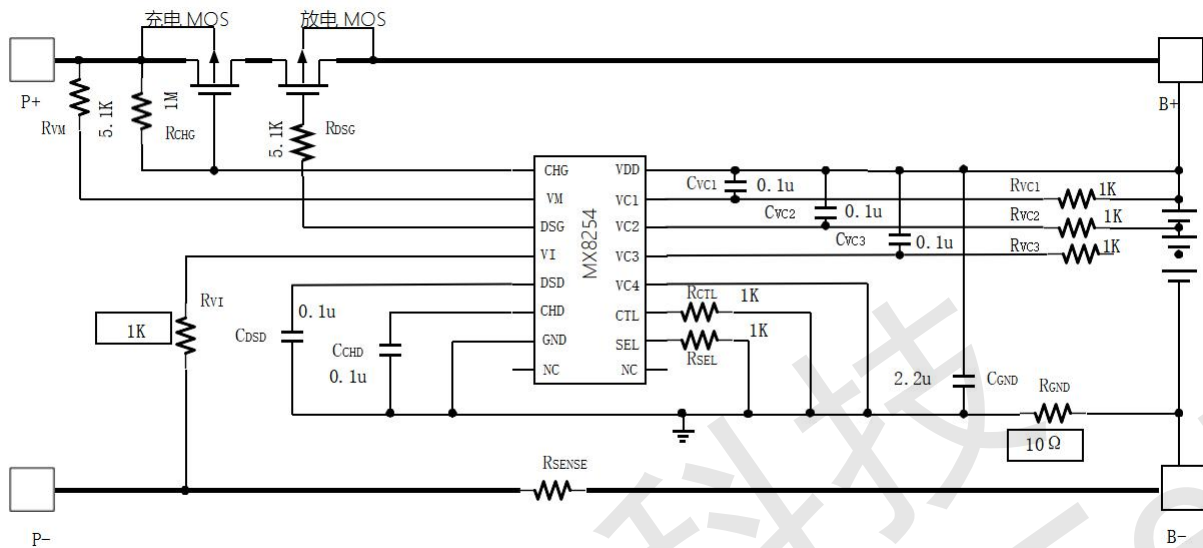 充电 MOS
放电 MOS
P+
RVM
5.1K
RCHG
1M
5.1K
RDSG
B+
CHG
VM
DSG
VI
DSD
CHD
GND
NC
MX8254
VDD
VC1
VC2
VC3
VC4
CTL
SEL
NC
CVC1
0.1u
CVC2
0.1u
CVC3
0.1u
RVC1
1K
RVC2
1K
RVC3
1K
RVI
1K
CDSD
0.1u
CCHD
0.1u
RCTL
1K
1K
RSEL
2.2u
CGND
RGND
10Ω
RSENSE
P-
B-
科技